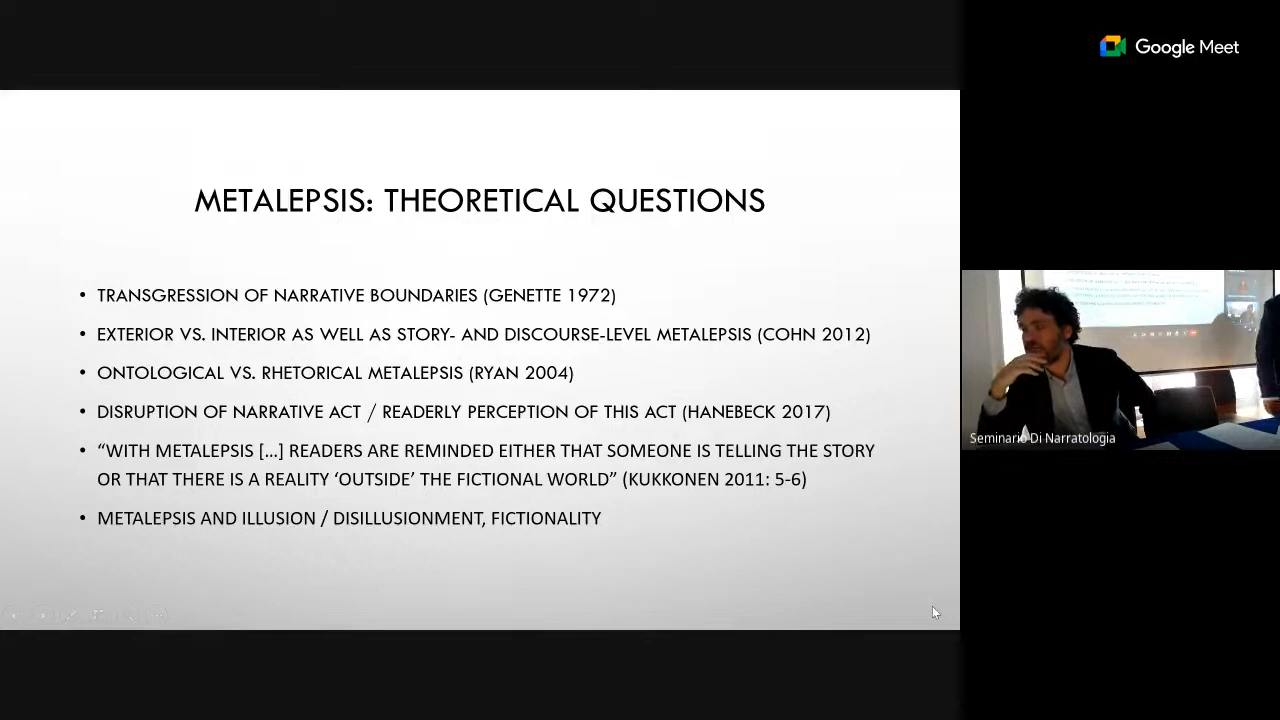 Google Meet
METALEPSIS: THEORETICAL QUESTIONS
• TRANSGRESSION OF NARRATIVE BOUNDARIES (GENETTE 1972)
• EXTERIOR VS. INTERIOR AS WELL AS STORY- AND DISCOURSE-LEVEL METALEPSIS (COHN 2012)
• ONTOLOGICAL VS. RHETORICAL METALEPSIS (RYAN 2004)
• DISRUPTION OF NARRATIVE ACT / READERLY PERCEPTION OF THIS ACT (HANEBECK 2017)
• “WITH METALEPSIS [...] READERS ARE REMINDED EITHER THAT SOMEONE IS TELLING THE STORY
OR THAT THERE IS A REALITY ‘OUTSIDE’ THE FICTIONAL WORLD” (KUKKONEN 2011: 5-6)
• METALEPSIS AND ILLUSION / DISILLUSIONMENT, FICTIONALITY
Seminario Di Narratologia